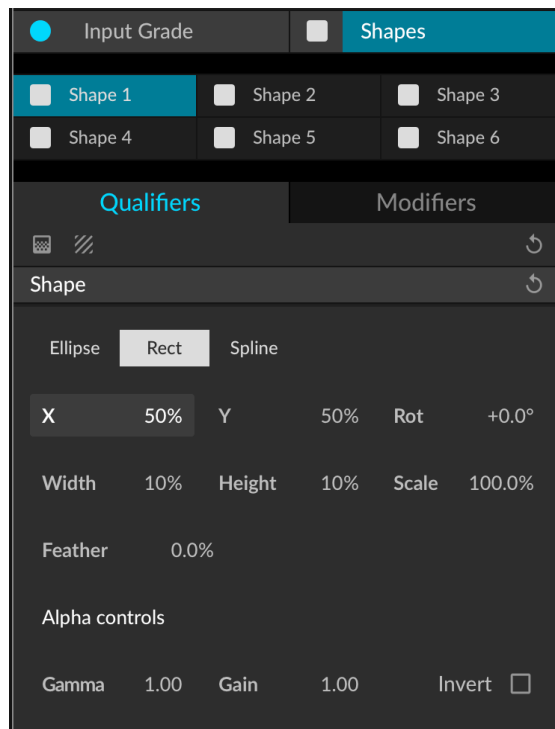 Input Grade Shapes
Shape 1 Shape 2 Shape 3
Shape 4 Shape 5 Shape 6
Qualifiers Modifiers
Shape
Ellipse Rect Spline
X 50% Y 50% Rot +0.0°
Width 10% Height 10% Scale 100.0%
Feather 0.0%
Alpha controls
Gamma 1.00 Gain 1.00 Invert